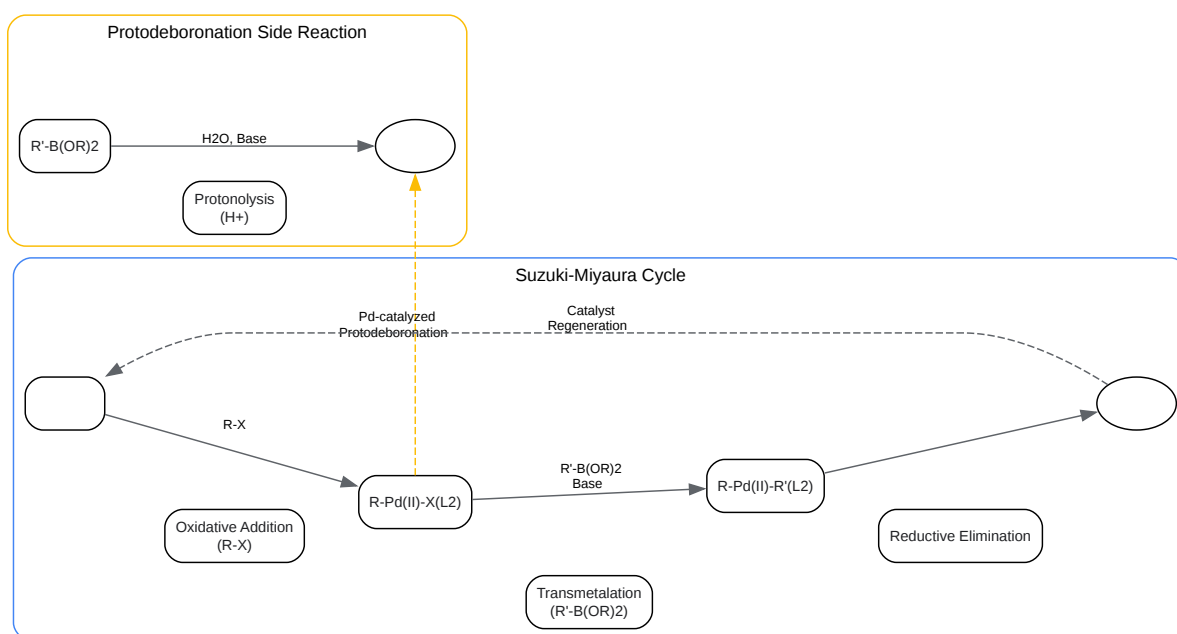 Protodeboronation Side Reaction
R'-B(OR)2
H2O, Base
Protonolysis
(H+)
Suzuki-Miyaura Cycle
Pd-catalyzed
Protodeboronation
Catalyst
Regeneration
R-X
R-Pd(II)-X(L2)
R'-B(OR)2
Base
R-Pd(II)-R'(L2)
Oxidative Addition
(R-X)
Reductive Elimination
Transmetalation
(R'-B(OR)2)